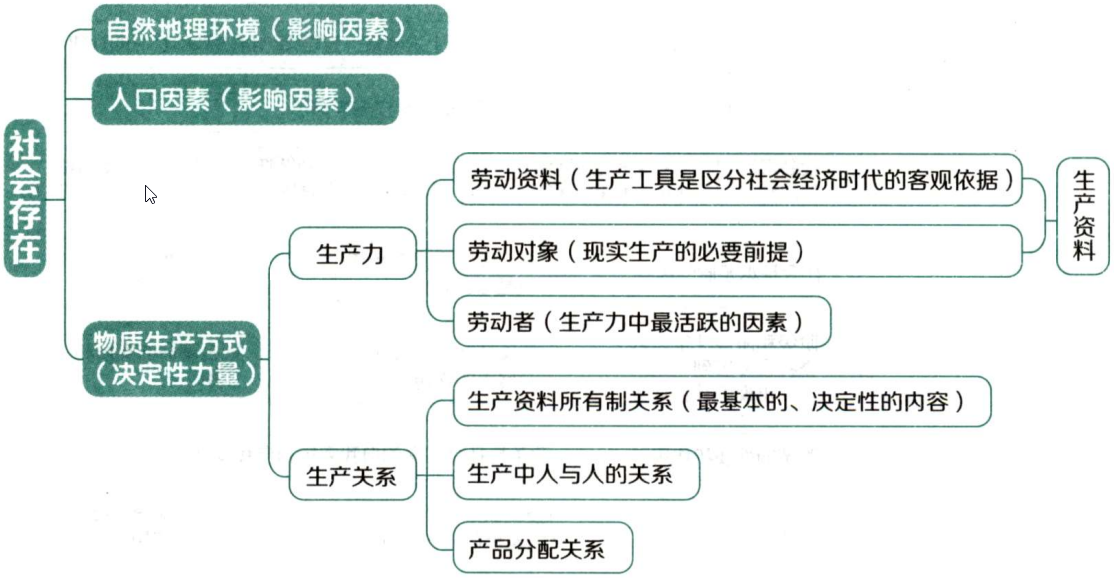 社会存在
自然地理环境（影响因素）
人口因素（影响因素）
物质生产方式
（决定性力量）
生产力
劳动资料（生产工具是区分社会经济时代的客观依据）
劳动对象（现实生产的必要前提）
生产资料
劳动者（生产力中最活跃的因素）
生产关系
生产资料所有制关系（最基本的、决定性的内容）
生产中人与人的关系
产品分配关系